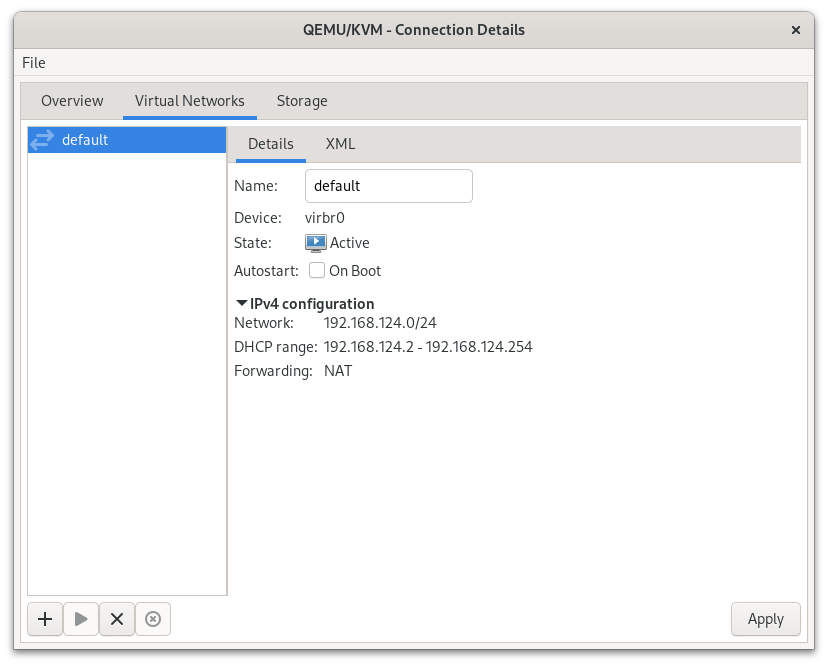 QEMU/KVM - Connection Details
File
Overview Virtual Networks Storage
default
Details XML
Name: default
Device: virbr0
State: Active
Autostart: On Boot
IPv4 configuration
Network: 192.168.124.0/24
DHCP range: 192.168.124.2 - 192.168.124.254
Forwarding: NAT
Apply